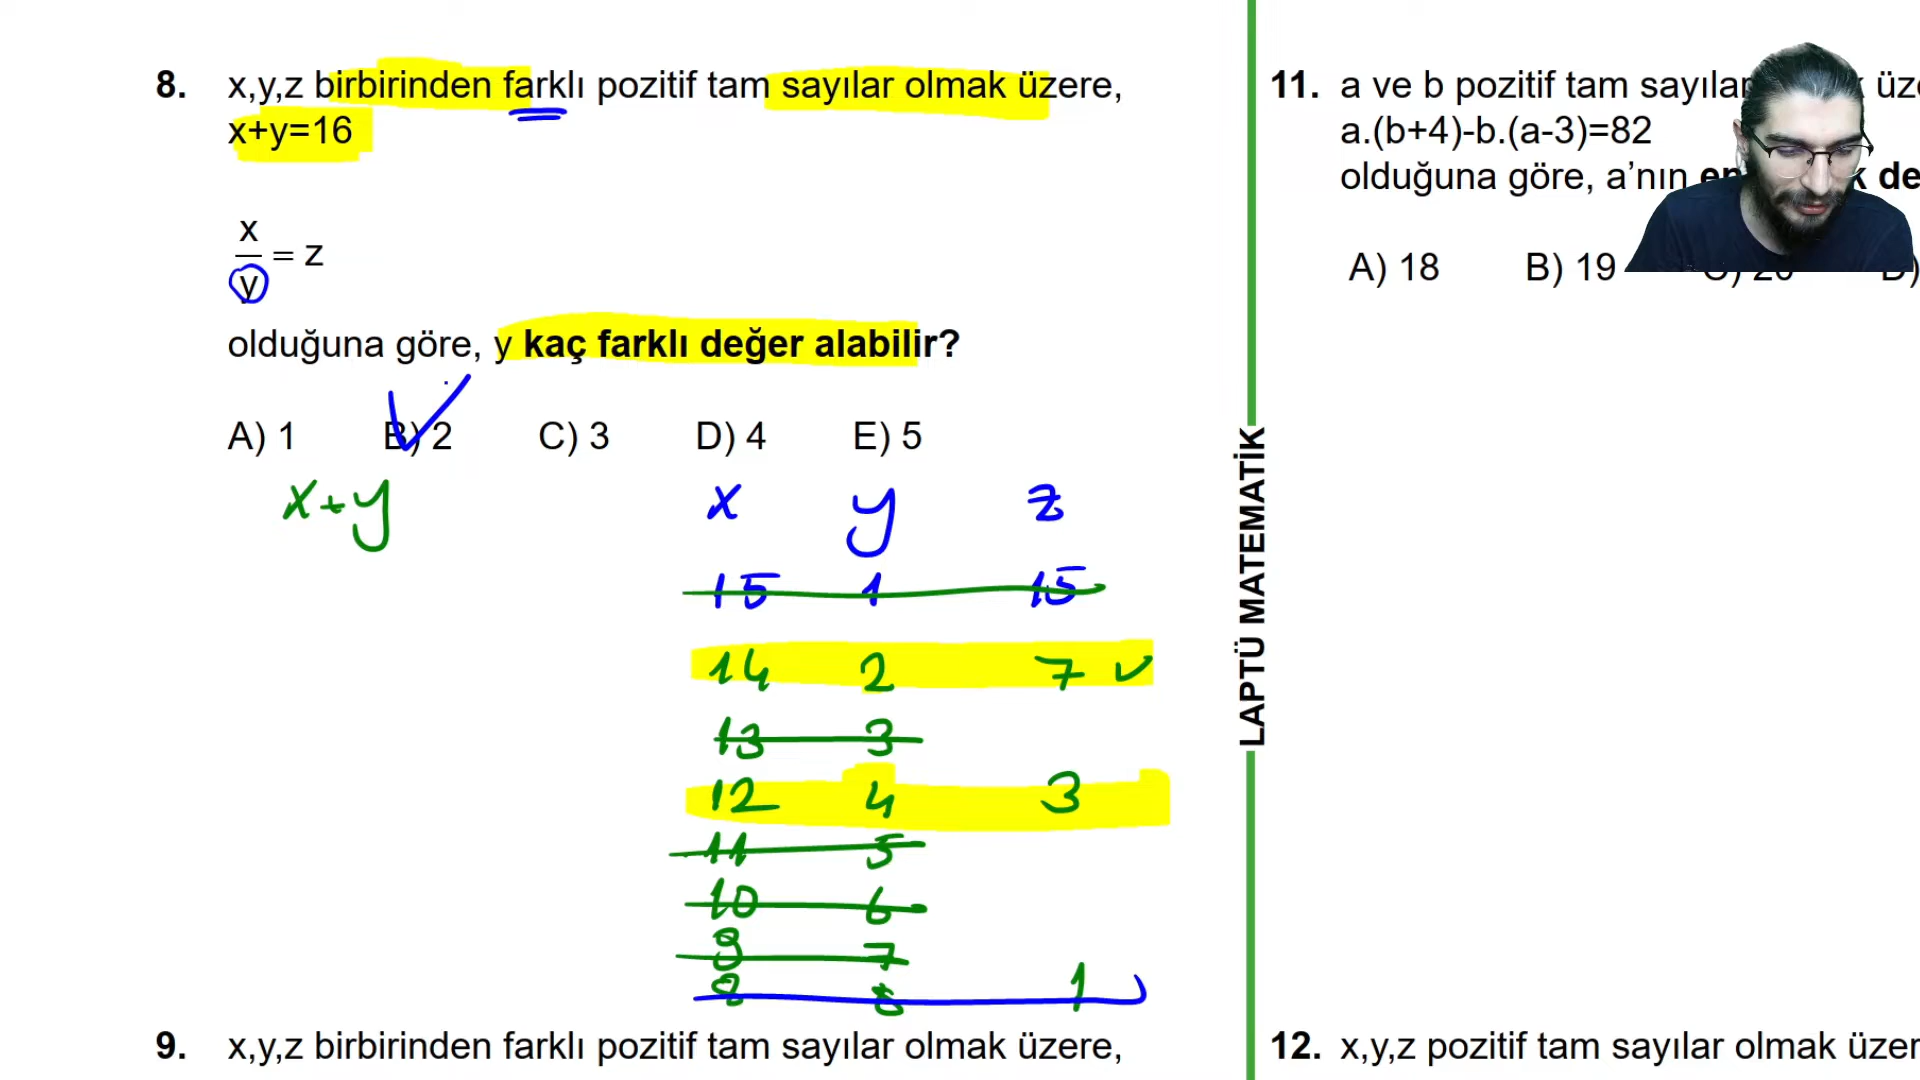 8. x,y,z birbirinden farklı pozitif tam sayılar olmak üzere,
x+y=16
x
y
= z
olduğuna göre, y kaç farklı değer alabilir?
A) 1 B) 2 C) 3 D) 4 E) 5
x+y
x y z
15 1 15
14 2 7
13 3
12 4 3
11 5
10 6
9 7
8 8 1
9. x,y,z birbirinden farklı pozitif tam sayılar olmak üzere,
LAPTÜ MATEMATİK
11. a ve b pozitif tam sayılar
a.(b+4)-b.(a-3)=82
olduğuna göre, a’nın
A) 18 B) 19 C) 20 D)
12. x,y,z pozitif tam sayılar olmak üzer